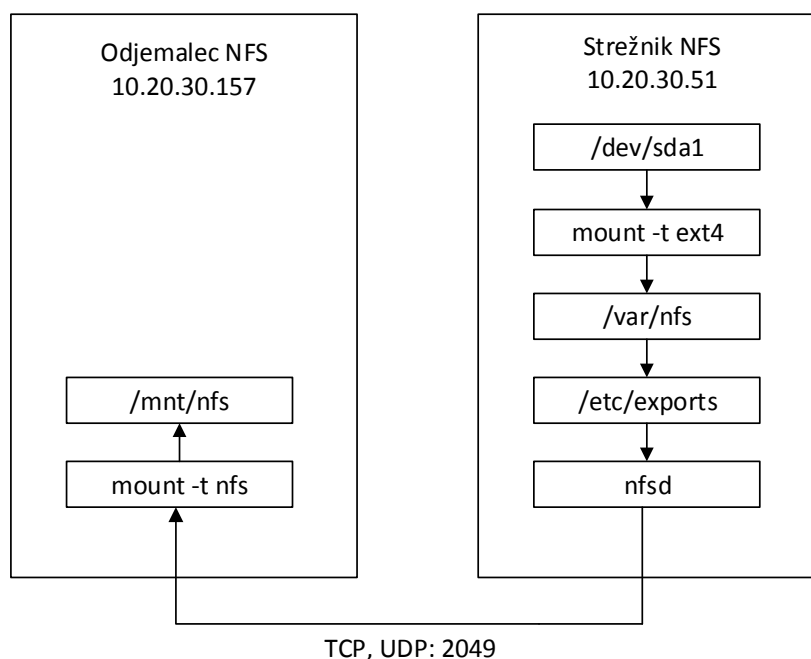 Odjemalec NFS
10.20.30.157
/mnt/nfs
mount -t nfs
Strežnik NFS
10.20.30.51
/dev/sda1
mount -t ext4
/var/nfs
/etc/exports
nfsd
TCP, UDP: 2049